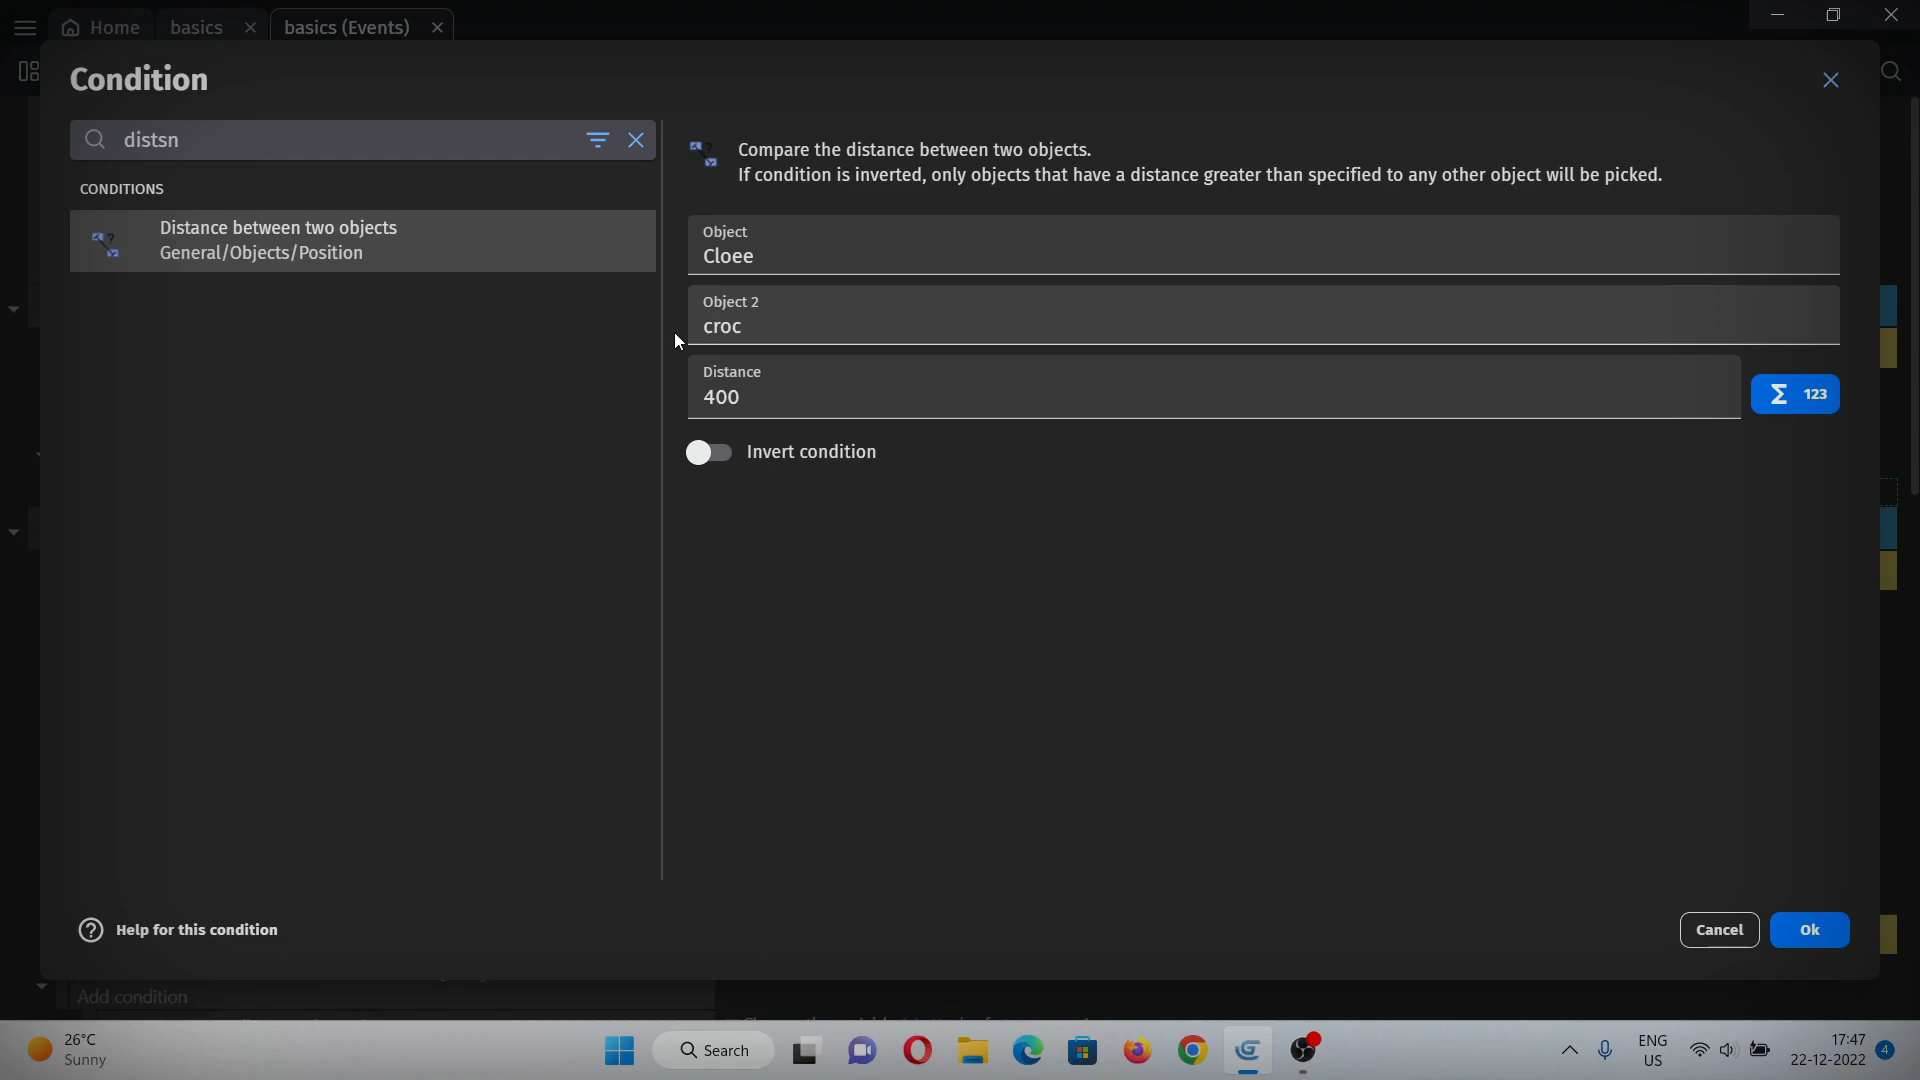 Home
basics
basics (Events)
Condition
distsn
CONDITIONS
Distance between two objects
General/Objects/Position
Compare the distance between two objects.
If condition is inverted, only objects that have a distance greater than specified to any other object will be picked.
Object
Cloee
Object 2
croc
Distance
400
123
Invert condition
Help for this condition
Cancel
Ok
Add condition
26°C
Sunny
Search
ENG
US
17:47
22-12-2022
4